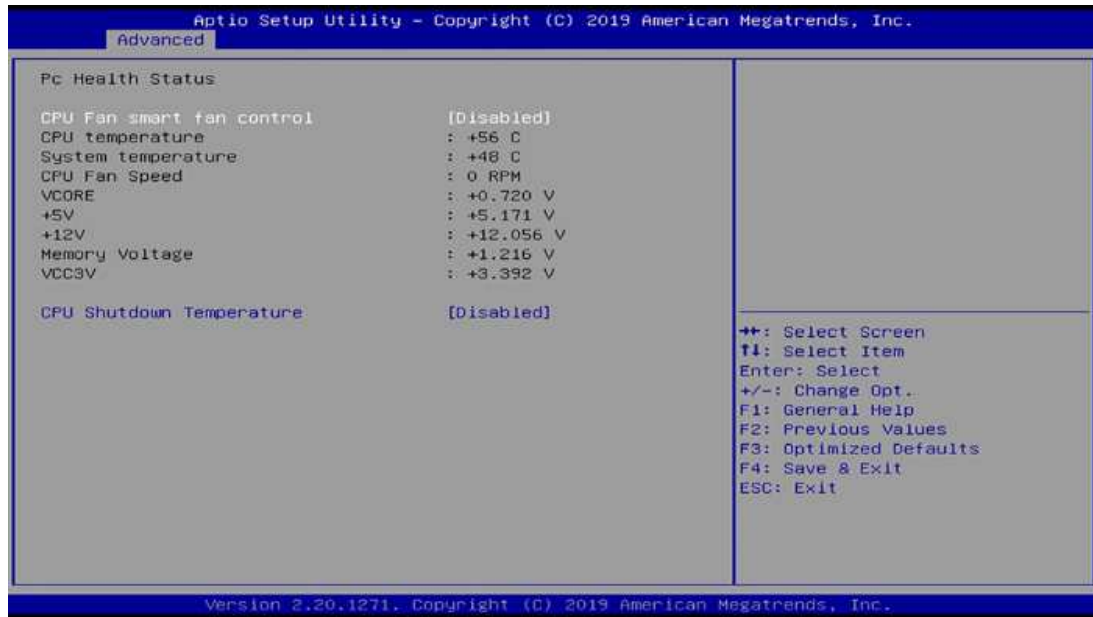 Aptio Setup Utility – Copyright (C) 2019 American Megatrends, Inc.
Advanced
Pc Health Status
CPU Fan smart fan control [Disabled]
CPU temperature : +56 C
System temperature : +48 C
CPU Fan Speed : 0 RPM
VCORE : +0.720 V
+5V : +5.171 V
+12V : +12.056 V
Memory Voltage : +1.216 V
VCC3V : +3.392 V
CPU Shutdown Temperature [Disabled]
→←: Select Screen
↑↓: Select Item
Enter: Select
+/-: Change Opt.
F1: General Help
F2: Previous Values
F3: Optimized Defaults
F4: Save & Exit
ESC: Exit
Version 2.20.1271. Copyright (C) 2019 American Megatrends, Inc.